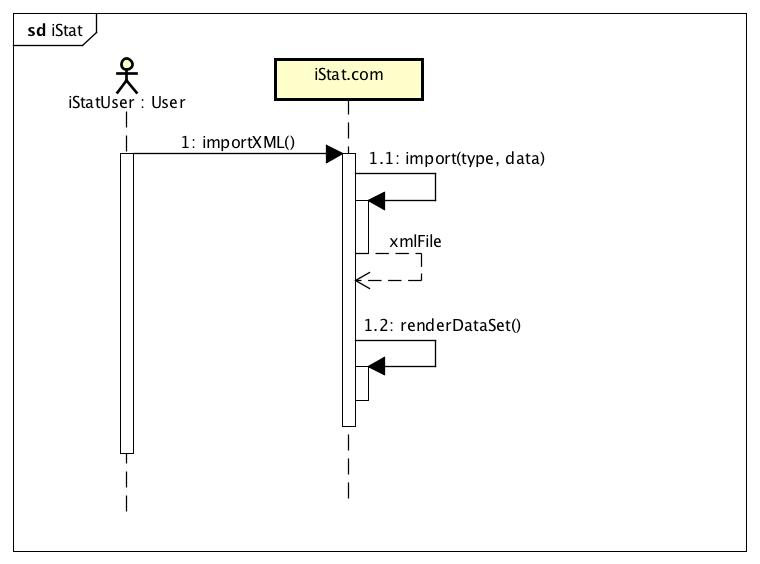 sd iStat
iStat.com
iStatUser : User
1: importXML()
1.1: import(type, data)
xmlFile
1.2: renderDataSet()